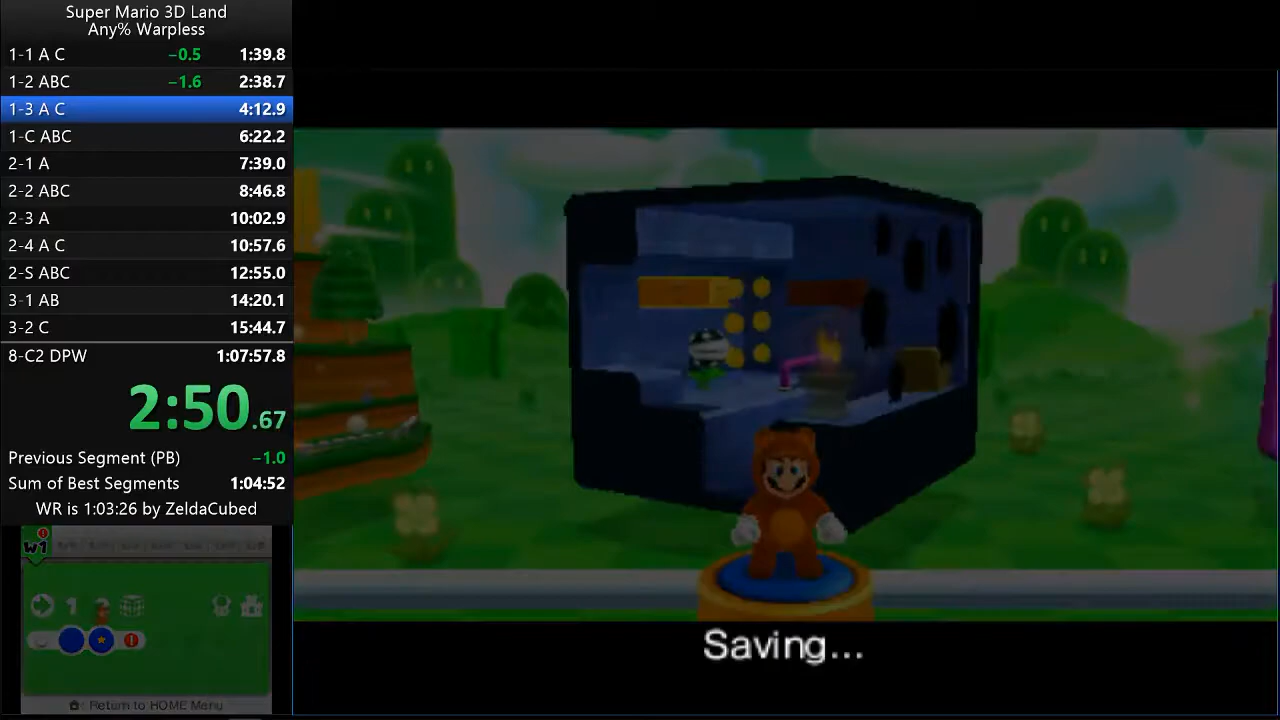 Super Mario 3D Land
Any% Warpless
1-1 A C −0.5 1:39.8
1-2 ABC −1.6 2:38.7
1-3 A C 4:12.9
1-C ABC 6:22.2
2-1 A 7:39.0
2-2 ABC 8:46.8
2-3 A 10:02.9
2-4 A C 10:57.6
2-S ABC 12:55.0
3-1 AB 14:20.1
3-2 C 15:44.7
8-C2 DPW 1:07:57.8
2:50.67
Previous Segment (PB) −1.0
Sum of Best Segments 1:04:52
WR is 1:03:26 by ZeldaCubed
W1
1
: Return to HOME Menu
Saving...